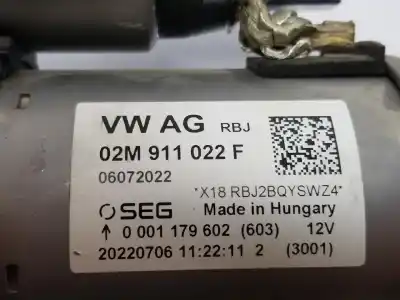 VW AG RBJ
02M 911 022 F
06072022
*X18 RBJ2BQYSWZ4*
SEG Made in Hungary
↑ 0 001 179 602 (603) 12V
20220706 11:22:11 2 (3001)